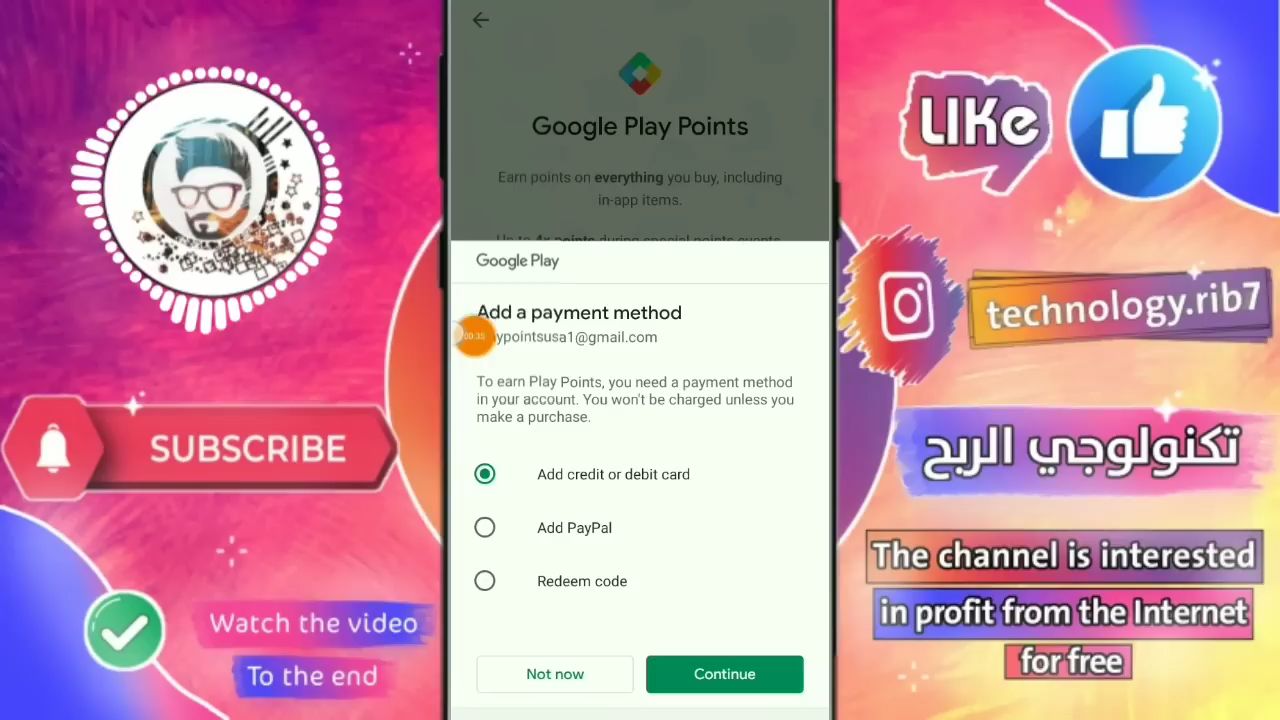 SUBSCRIBE
Watch the video
To the end
Google Play Points
Earn points on everything you buy, including
in-app items.
Up to 4x points during special points events
Google Play
Add a payment method
ypointsusa1@gmail.com
00:35
To earn Play Points, you need a payment method
in your account. You won't be charged unless you
make a purchase.
Add credit or debit card
Add PayPal
Redeem code
Not now
Continue
LIKe
technology.rib7
تكنولوجي الربح
The channel is interested
in profit from the Internet
for free